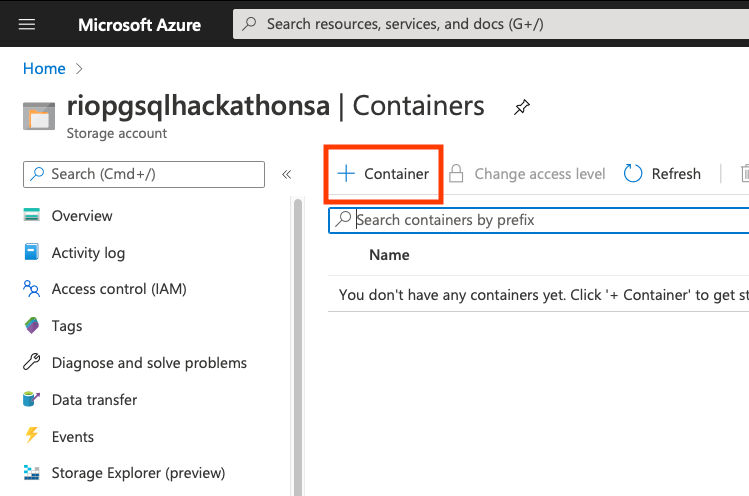 Microsoft Azure
Search resources, services, and docs (G+/)
Home
riopgsqlhackathonsa | Containers
Storage account
Search (Cmd+/)
Overview
Activity log
Access control (IAM)
Tags
Diagnose and solve problems
Data transfer
Events
Storage Explorer (preview)
Container
Change access level
Refresh
Search containers by prefix
Name
You don't have any containers yet. Click '+ Container' to get st